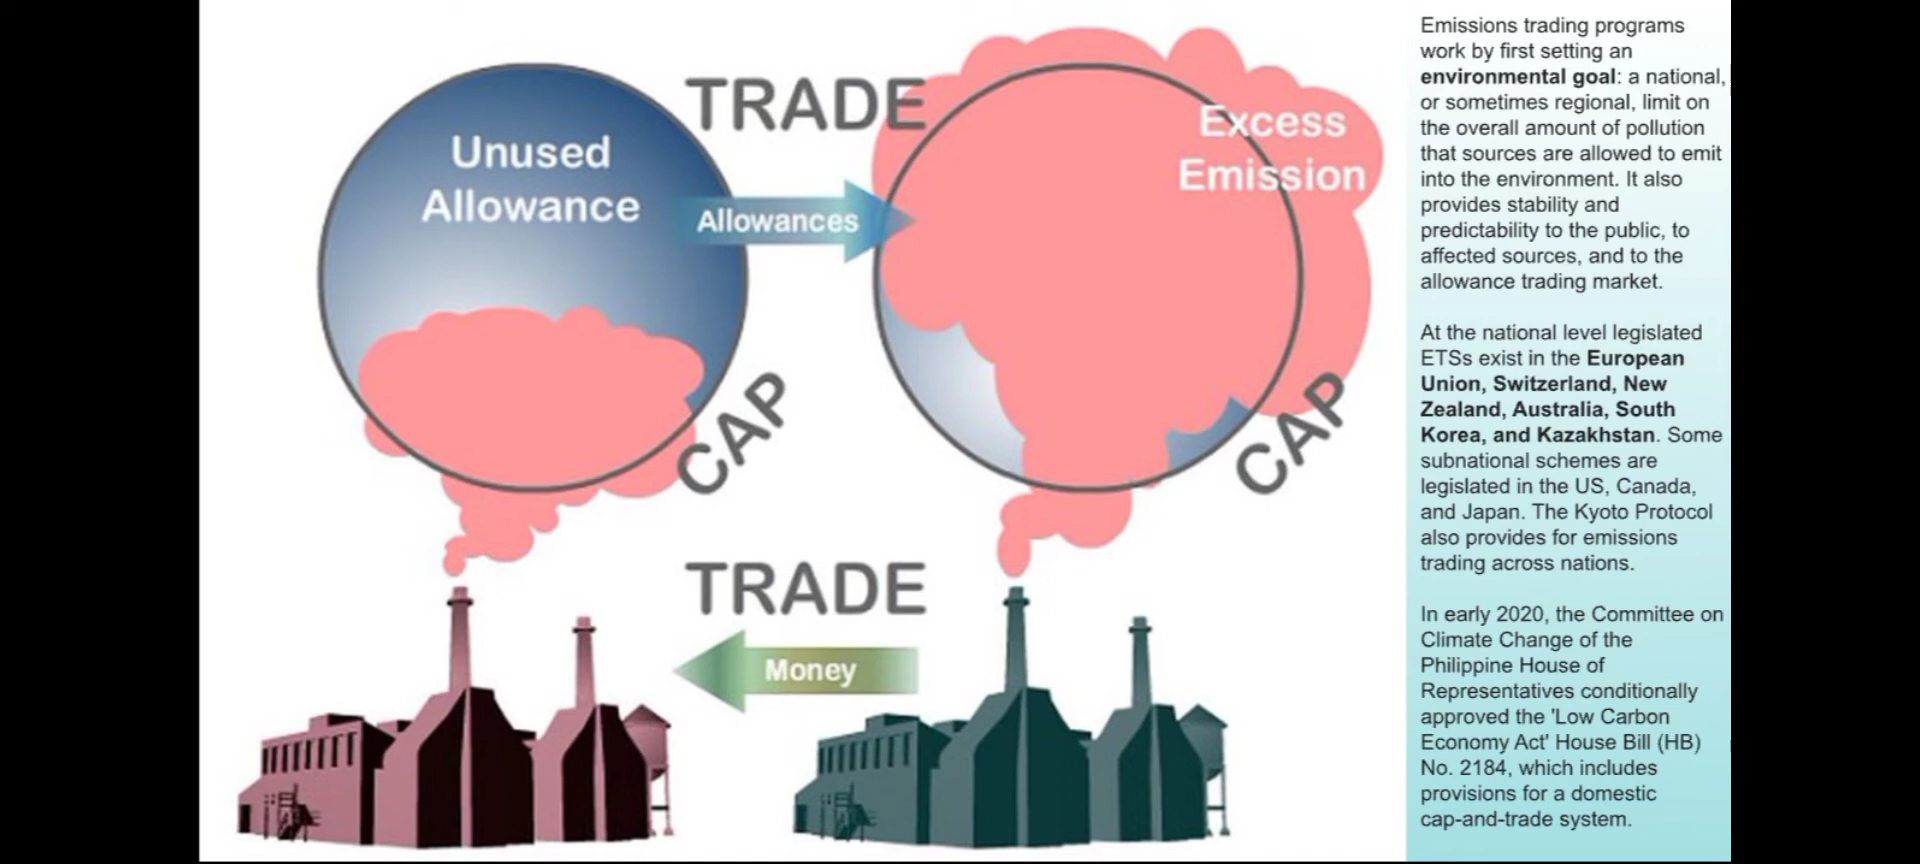 TRADE
Unused
Allowance
Allowances
Excess
Emission
CAP
CAP
TRADE
Money
Emissions trading programs
work by first setting an
environmental goal: a national,
or sometimes regional, limit on
the overall amount of pollution
that sources are allowed to emit
into the environment. It also
provides stability and
predictability to the public, to
affected sources, and to the
allowance trading market.
At the national level legislated
ETSs exist in the European
Union, Switzerland, New
Zealand, Australia, South
Korea, and Kazakhstan. Some
subnational schemes are
legislated in the US, Canada,
and Japan. The Kyoto Protocol
also provides for emissions
trading across nations.
In early 2020, the Committee on
Climate Change of the
Philippine House of
Representatives conditionally
approved the 'Low Carbon
Economy Act' House Bill (HB)
No. 2184, which includes
provisions for a domestic
cap-and-trade system.